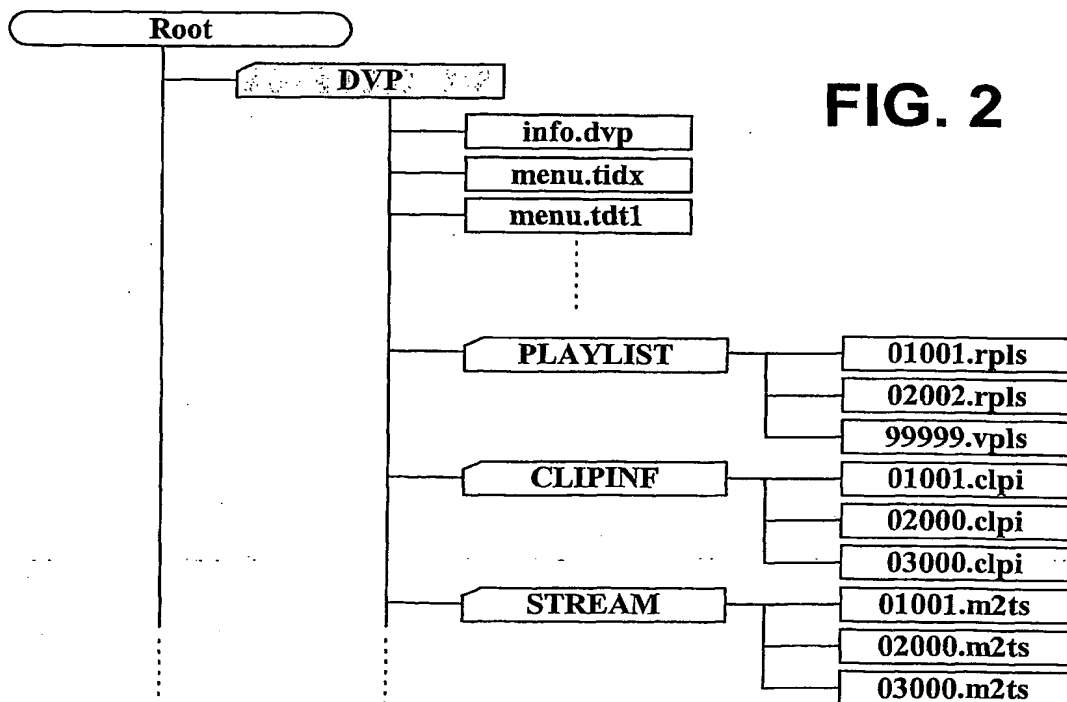 Root
DVP
FIG. 2
info.dvp
menu.tidx
menu.tdt1
PLAYLIST
01001.rpls
02002.rpls
99999.vpls
CLIPINF
01001.clpi
02000.clpi
03000.clpi
STREAM
01001.m2ts
02000.m2ts
03000.m2ts